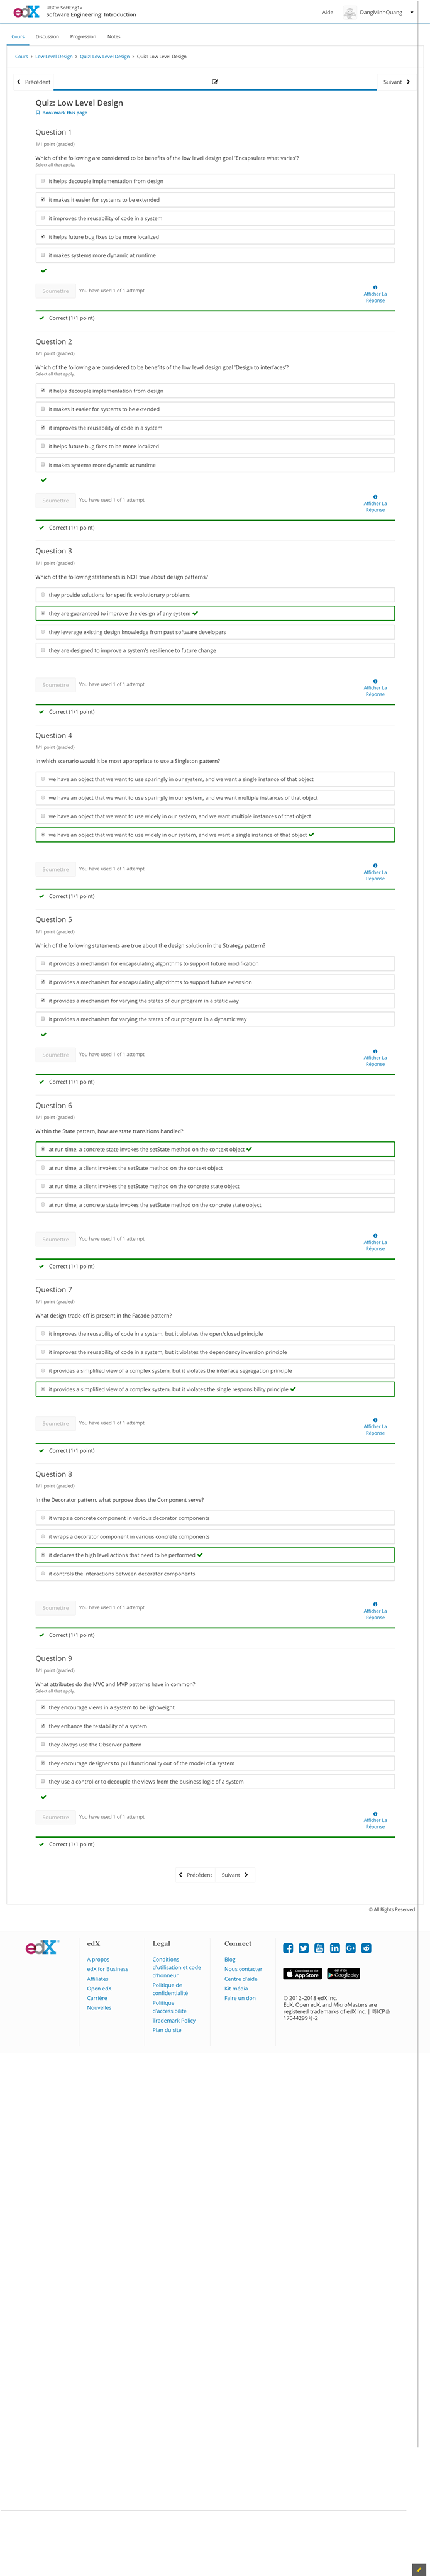 edX
UBCx: SoftEng1x
Software Engineering: Introduction
Aide
DangMinhQuang
Cours
Discussion
Progression
Notes
Cours > Low Level Design > Quiz: Low Level Design > Quiz: Low Level Design
Précédent
Suivant
Quiz: Low Level Design
Bookmark this page
Question 1
1/1 point (graded)
Which of the following are considered to be benefits of the low level design goal 'Encapsulate what varies'?
Select all that apply.
it helps decouple implementation from design
it makes it easier for systems to be extended
it improves the reusability of code in a system
it helps future bug fixes to be more localized
it makes systems more dynamic at runtime
Soumettre
You have used 1 of 1 attempt
Afficher La
Réponse
Correct (1/1 point)
Question 2
1/1 point (graded)
Which of the following are considered to be benefits of the low level design goal 'Design to interfaces'?
Select all that apply.
it helps decouple implementation from design
it makes it easier for systems to be extended
it improves the reusability of code in a system
it helps future bug fixes to be more localized
it makes systems more dynamic at runtime
Soumettre
You have used 1 of 1 attempt
Afficher La
Réponse
Correct (1/1 point)
Question 3
1/1 point (graded)
Which of the following statements is NOT true about design patterns?
they provide solutions for specific evolutionary problems
they are guaranteed to improve the design of any system
they leverage existing design knowledge from past software developers
they are designed to improve a system's resilience to future change
Soumettre
You have used 1 of 1 attempt
Afficher La
Réponse
Correct (1/1 point)
Question 4
1/1 point (graded)
In which scenario would it be most appropriate to use a Singleton pattern?
we have an object that we want to use sparingly in our system, and we want a single instance of that object
we have an object that we want to use sparingly in our system, and we want multiple instances of that object
we have an object that we want to use widely in our system, and we want multiple instances of that object
we have an object that we want to use widely in our system, and we want a single instance of that object
Soumettre
You have used 1 of 1 attempt
Afficher La
Réponse
Correct (1/1 point)
Question 5
1/1 point (graded)
Which of the following statements are true about the design solution in the Strategy pattern?
it provides a mechanism for encapsulating algorithms to support future modification
it provides a mechanism for encapsulating algorithms to support future extension
it provides a mechanism for varying the states of our program in a static way
it provides a mechanism for varying the states of our program in a dynamic way
Soumettre
You have used 1 of 1 attempt
Afficher La
Réponse
Correct (1/1 point)
Question 6
1/1 point (graded)
Within the State pattern, how are state transitions handled?
at run time, a concrete state invokes the setState method on the context object
at run time, a client invokes the setState method on the context object
at run time, a client invokes the setState method on the concrete state object
at run time, a concrete state invokes the setState method on the concrete state object
Soumettre
You have used 1 of 1 attempt
Afficher La
Réponse
Correct (1/1 point)
Question 7
1/1 point (graded)
What design trade-off is present in the Facade pattern?
it improves the reusability of code in a system, but it violates the open/closed principle
it improves the reusability of code in a system, but it violates the dependency inversion principle
it provides a simplified view of a complex system, but it violates the interface segregation principle
it provides a simplified view of a complex system, but it violates the single responsibility principle
Soumettre
You have used 1 of 1 attempt
Afficher La
Réponse
Correct (1/1 point)
Question 8
1/1 point (graded)
In the Decorator pattern, what purpose does the Component serve?
it wraps a concrete component in various decorator components
it wraps a decorator component in various concrete components
it declares the high level actions that need to be performed
it controls the interactions between decorator components
Soumettre
You have used 1 of 1 attempt
Afficher La
Réponse
Correct (1/1 point)
Question 9
1/1 point (graded)
What attributes do the MVC and MVP patterns have in common?
Select all that apply.
they encourage views in a system to be lightweight
they enhance the testability of a system
they always use the Observer pattern
they encourage designers to pull functionality out of the model of a system
they use a controller to decouple the views from the business logic of a system
Soumettre
You have used 1 of 1 attempt
Afficher La
Réponse
Correct (1/1 point)
Précédent
Suivant
© All Rights Reserved
edX
edX
A propos
edX for Business
Affiliates
Open edX
Carrière
Nouvelles
Legal
Conditions
d'utilisation et code
d'honneur
Politique de
confidentialité
Politique
d'accessibilité
Trademark Policy
Plan du site
Connect
Blog
Nous contacter
Centre d'aide
Kit média
Faire un don
Download on the
App Store
GET IT ON
Google play
© 2012–2018 edX Inc.
EdX, Open edX, and MicroMasters are
registered trademarks of edX Inc. | 粤ICP备
17044299号-2